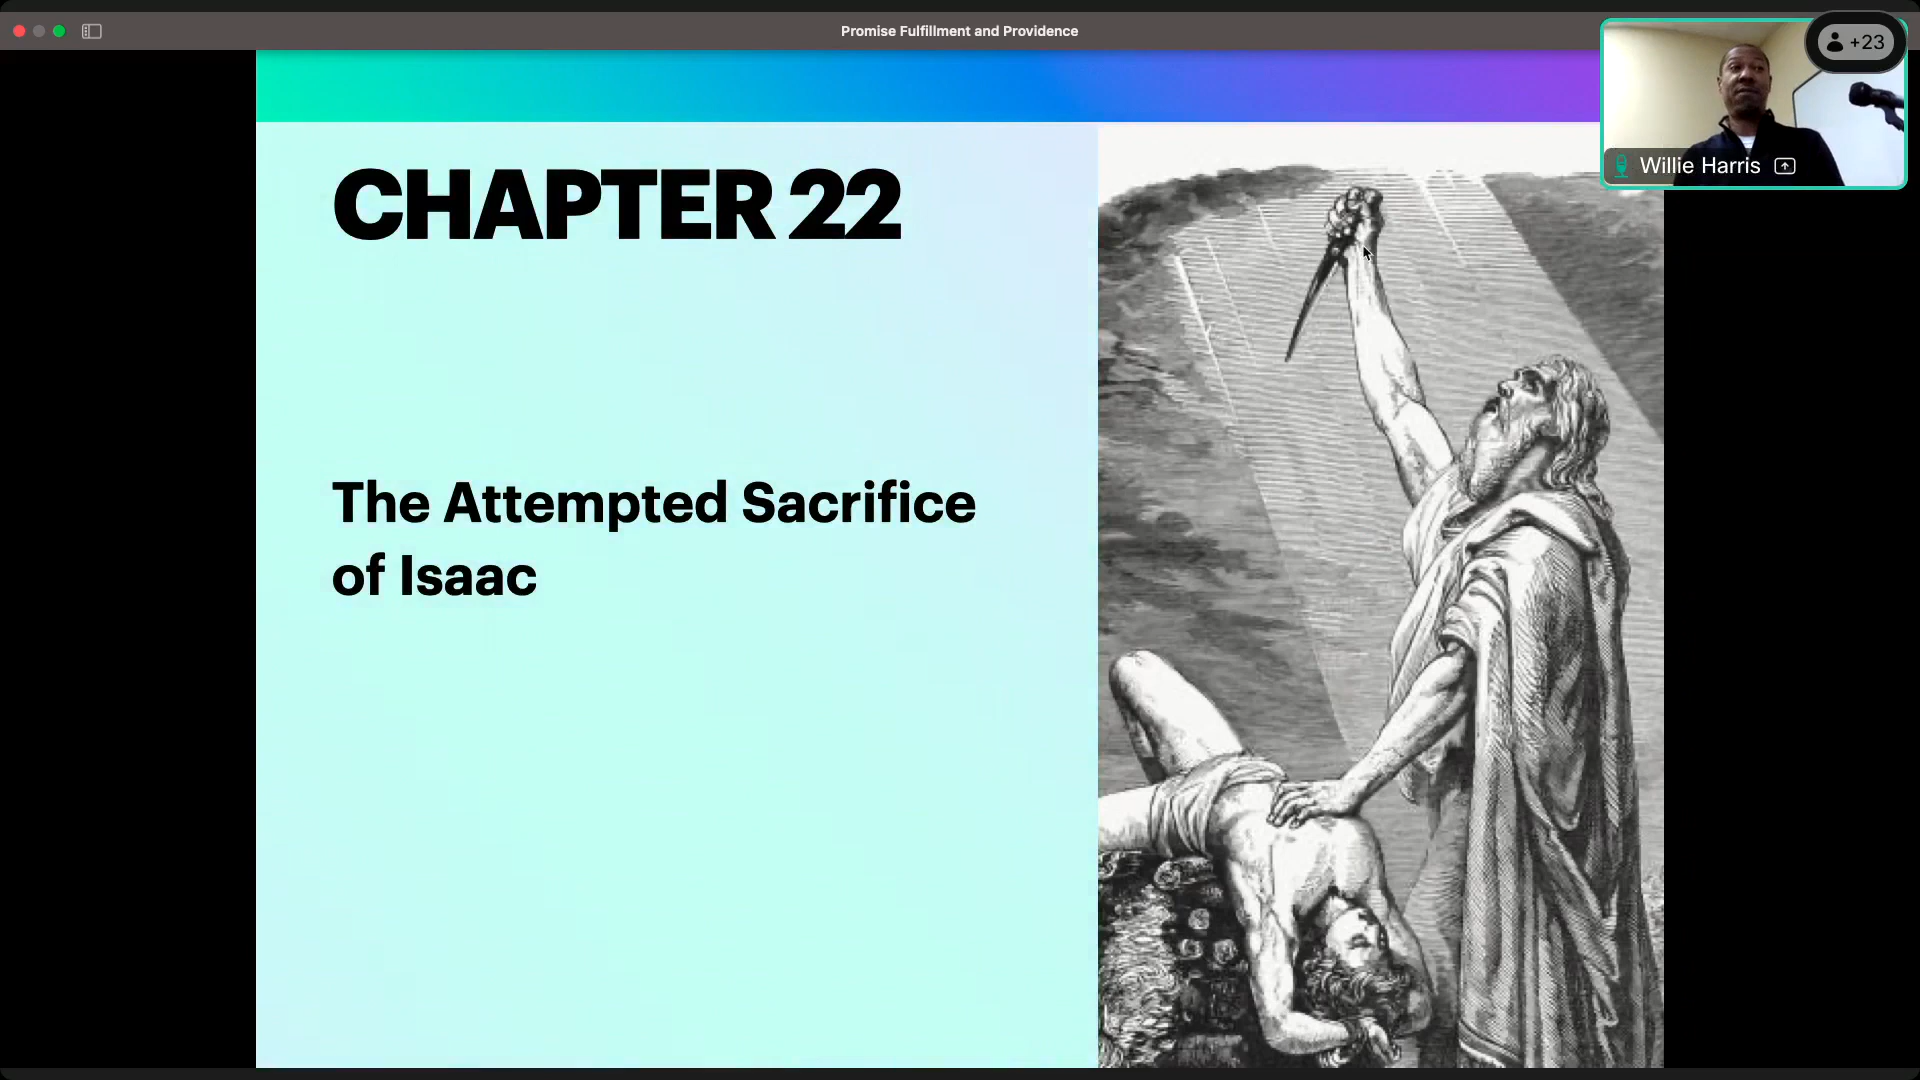 Promise Fulfillment and Providence
+23
Willie Harris
CHAPTER 22
The Attempted Sacrifice
of Isaac